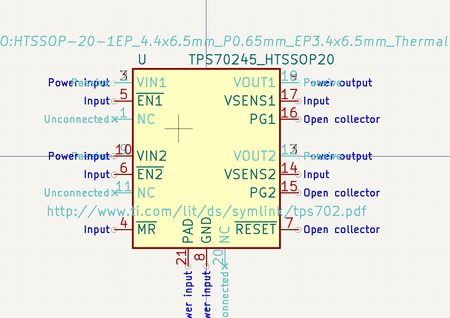 O:HTSSOP-20-1EP_4.4x6.5mm_P0.65mm_EP3.4x6.5mm_Thermal
U TPS70245_HTSSOP20
Power input 3 VIN1 VOUT1 18 Power output
Input 5 EN1 VSENS1 17 Input
Unconnected 1 NC PG1 16 Open collector
Power input 10 VIN2 VOUT2 13 Power output
Input 6 EN2 VSENS2 14 Input
Unconnected 11 NC PG2 15 Open collector
http://www.ti.com/lit/ds/symlink/tps702.pdf
Input 4 MR RESET 7 Open collector
PAD GND NC
21 8 20
wer input wer input onnected